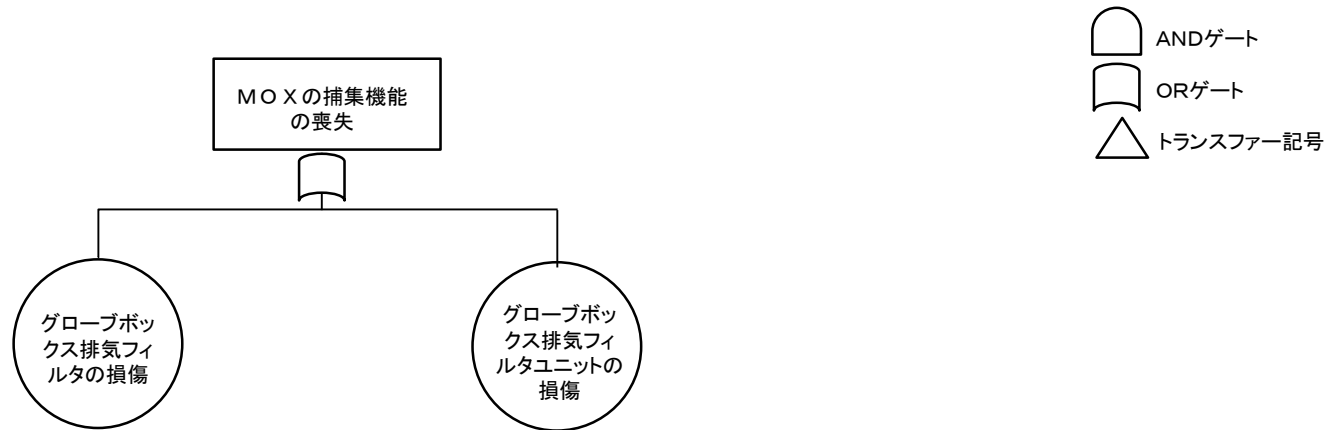 MOXの捕集機能
の喪失
グローブボッ
クス排気フィ
ルタの損傷
グローブボッ
クス排気フィ
ルタユニットの
損傷
ANDゲート
ORゲート
トランスファー記号